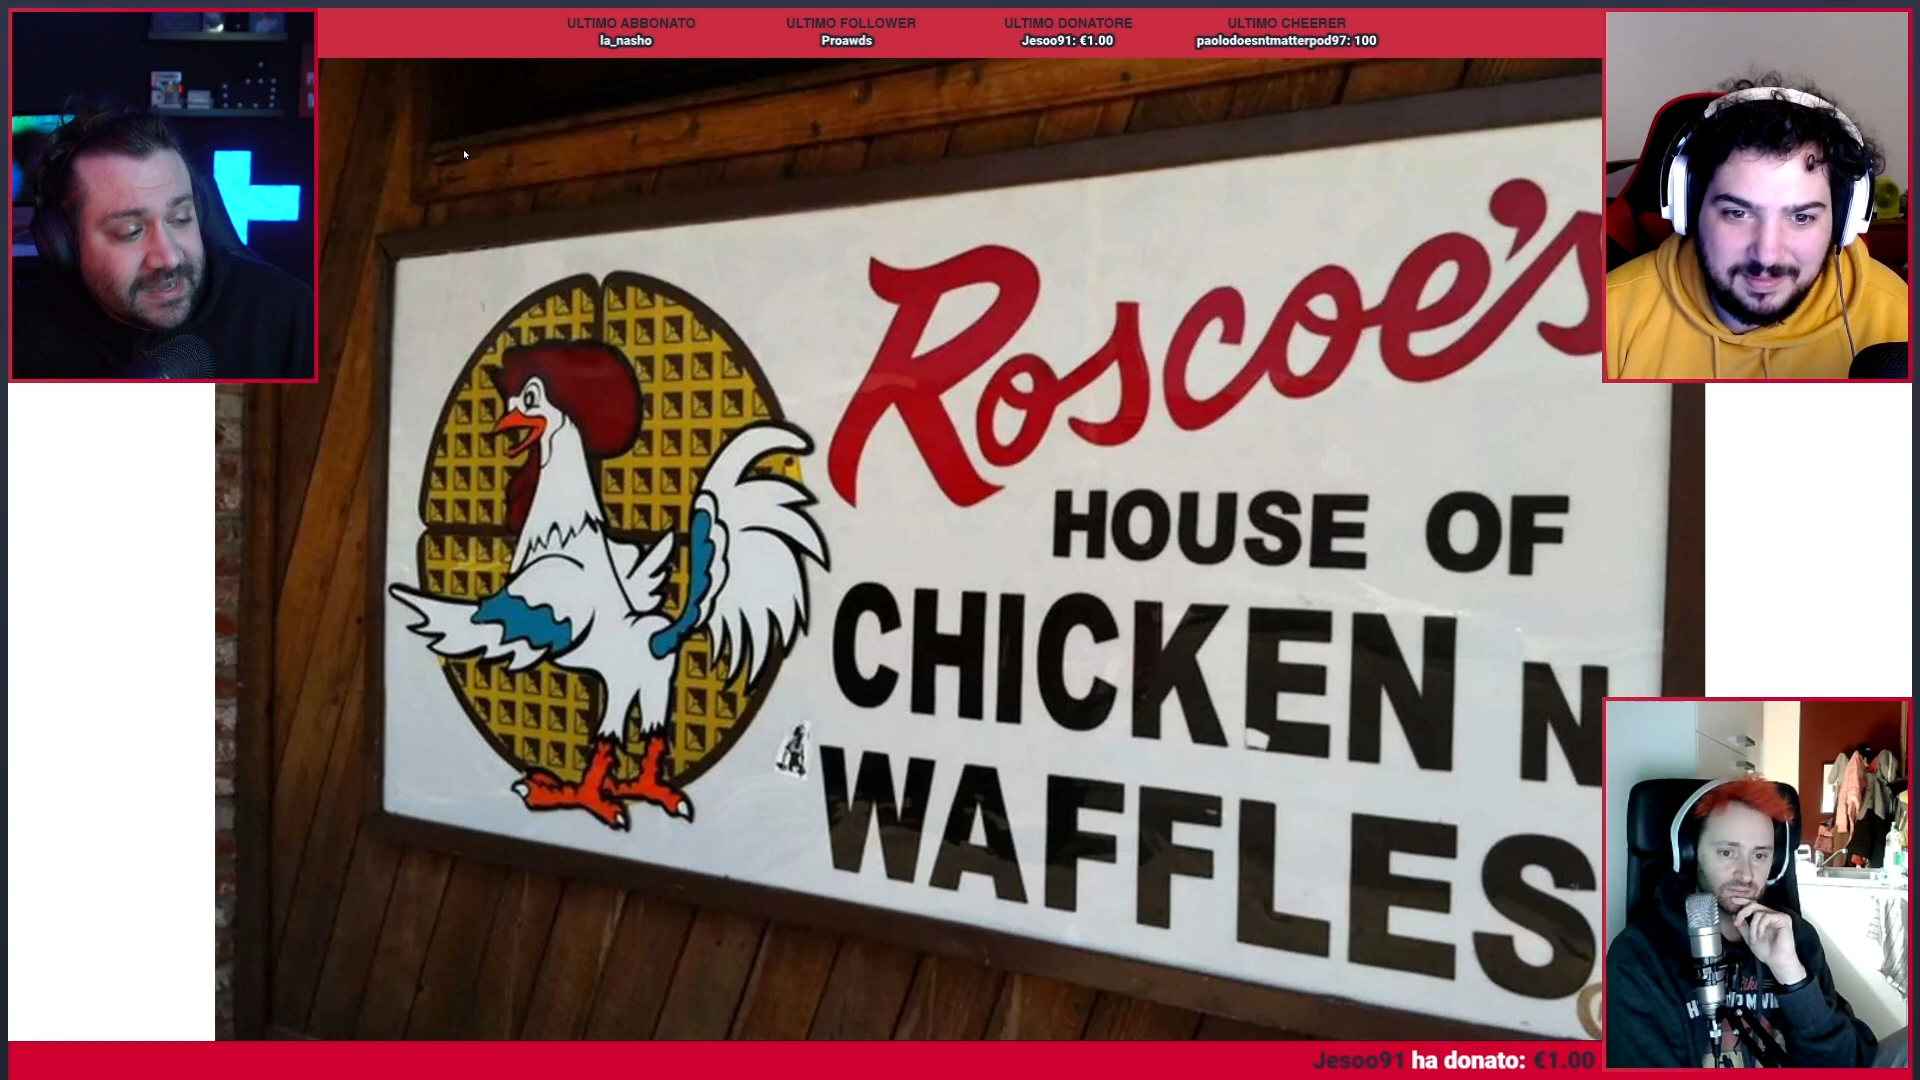 ULTIMO ABBONATO
la_nasho
ULTIMO FOLLOWER
Proawds
ULTIMO DONATORE
Jesoo91: €1.00
ULTIMO CHEERER
paolodoesntmatterpod97: 100
Roscoe's
HOUSE OF
CHICKEN N
WAFFLES
Jesoo91 ha donato: €1.00